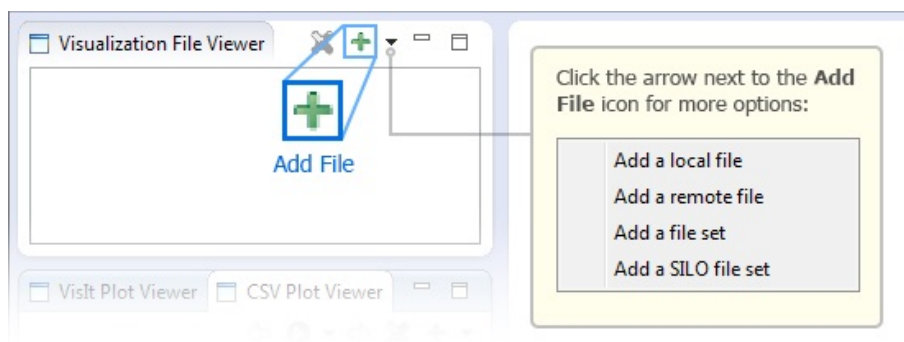 Visualization File Viewer
Add File
Click the arrow next to the Add
File icon for more options:
Add a local file
Add a remote file
Add a file set
Add a SILO file set
VisIt Plot Viewer
CSV Plot Viewer